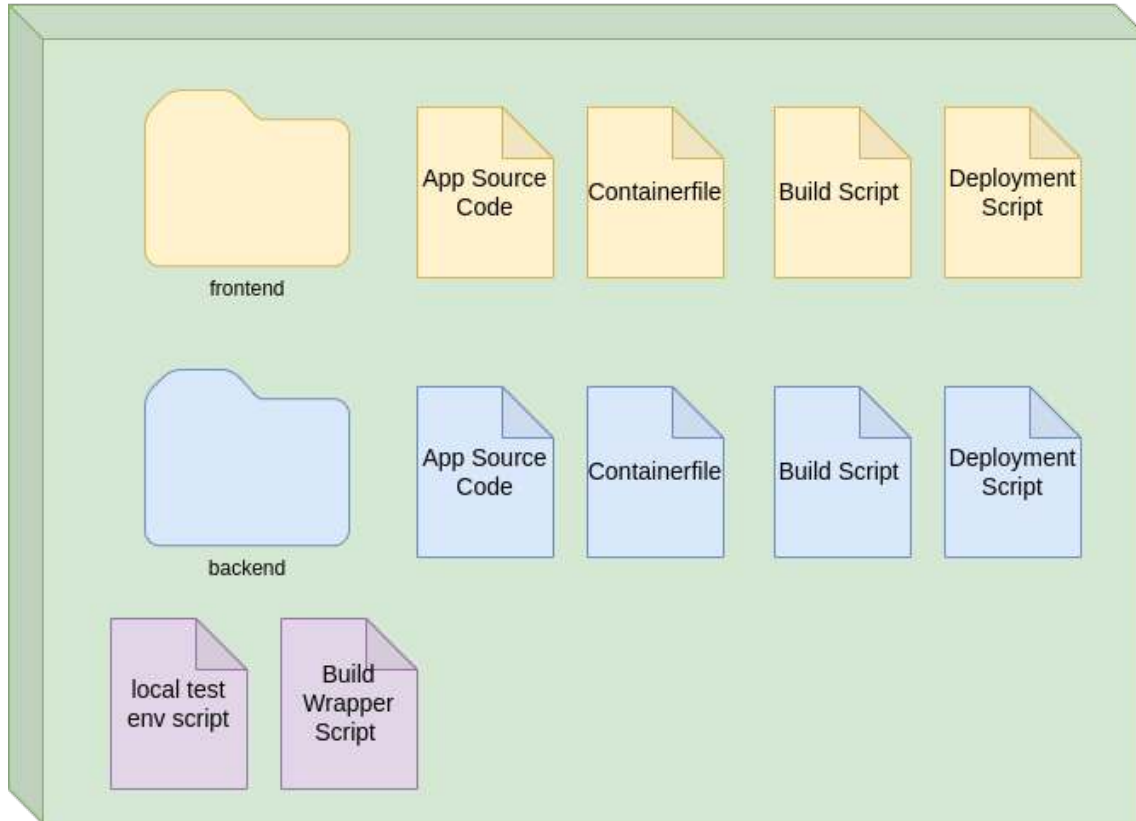 App Source
Code
Containerfile
Build Script
Deployment
Script
frontend
App Source
Code
Containerfile
Build Script
Deployment
Script
backend
local test
env script
Build
Wrapper
Script